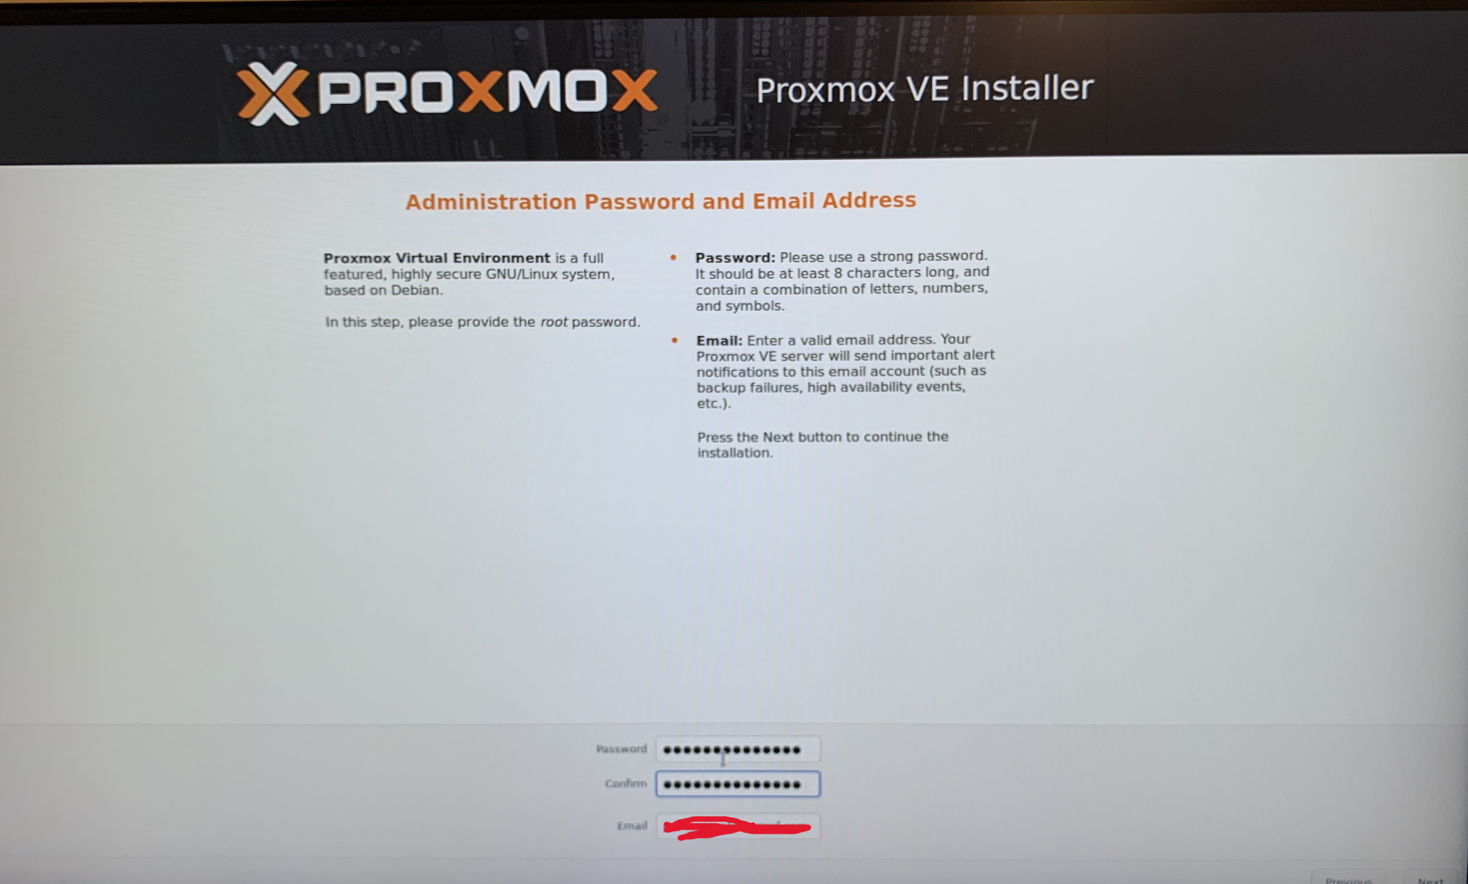 PROXMOX
Proxmox VE Installer
Administration Password and Email Address
Proxmox Virtual Environment is a full
featured, highly secure GNU/Linux system,
based on Debian.
In this step, please provide the root password.
• Password: Please use a strong password.
It should be at least 8 characters long, and
contain a combination of letters, numbers,
and symbols.
• Email: Enter a valid email address. Your
Proxmox VE server will send important alert
notifications to this email account (such as
backup failures, high availability events,
etc.).
Press the Next button to continue the
installation.
Password ●●●●●●●●●●●●●●
Confirm ●●●●●●●●●●●●●●
Email
Previous
Next